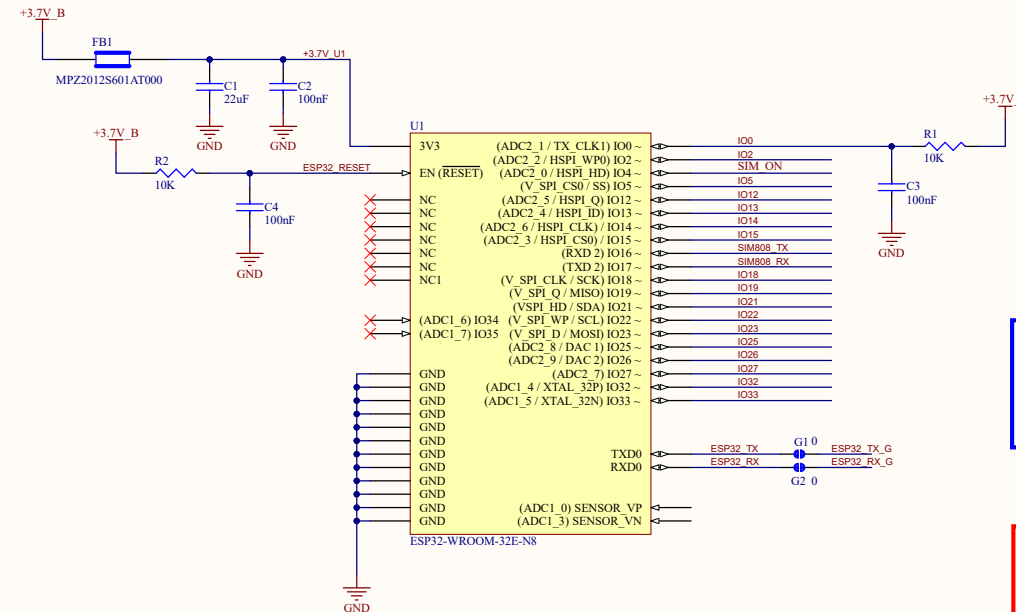 +3.7V_B
FB1
MPZ2012S601AT000
+3.7V_U1
C1
22uF
C2
100nF
GND
GND
+3.7V_B
R2
10K
ESP32_RESET
C4
100nF
GND
U1
3V3
EN (RESET)
NC
NC
NC
NC
NC
NC
NC1
(ADC1_6) IO34
(ADC1_7) IO35
GND
GND
GND
GND
GND
GND
GND
GND
GND
GND
GND
GND
GND
(ADC2_1 / TX_CLK1) IO0 ~
(ADC2_2 / HSPI_WP0) IO2 ~
(ADC2_0 / HSPI_HD) IO4 ~
(V_SPI_CS0 / SS) IO5 ~
(ADC2_5 / HSPI_Q) IO12 ~
(ADC2_4 / HSPI_ID) IO13 ~
(ADC2_6 / HSPI_CLK) / IO14 ~
(ADC2_3 / HSPI_CS0) / IO15 ~
(RXD 2) IO16 ~
(TXD 2) IO17 ~
(V_SPI_CLK / SCK) IO18 ~
(V_SPI_Q / MISO) IO19 ~
(VSPI_HD / SDA) IO21 ~
(V_SPI_WP / SCL) IO22 ~
(V_SPI_D / MOSI) IO23 ~
(ADC2_8 / DAC 1) IO25 ~
(ADC2_9 / DAC 2) IO26 ~
(ADC2_7) IO27 ~
(ADC1_4 / XTAL_32P) IO32 ~
(ADC1_5 / XTAL_32N) IO33 ~
TXD0
RXD0
(ADC1_0) SENSOR_VP
(ADC1_3) SENSOR_VN
ESP32-WROOM-32E-N8
IO0
IO2
SIM_ON
IO5
IO12
IO13
IO14
IO15
SIM808_TX
SIM808_RX
IO18
IO19
IO21
IO22
IO23
IO25
IO26
IO27
IO32
IO33
ESP32_TX
ESP32_RX
G1 0
G2 0
ESP32_TX_G
ESP32_RX_G
+3.7V
R1
10K
C3
100nF
GND